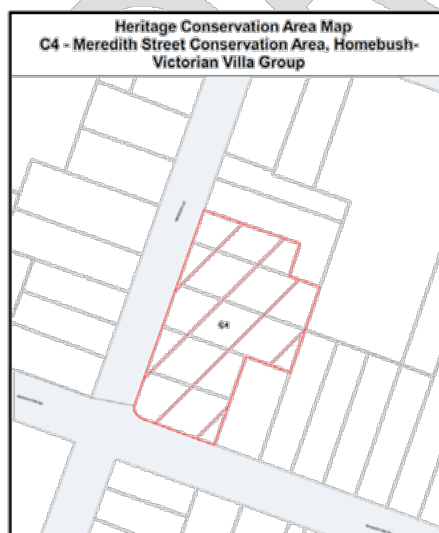 Heritage Conservation Area Map
C4 - Meredith Street Conservation Area, Homebush-
Victorian Villa Group
C4